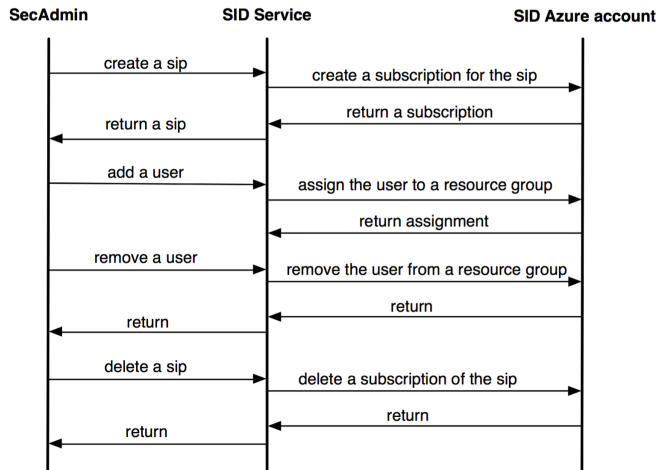 SecAdmin
SID Service
SID Azure account
create a sip
create a subscription for the sip
return a subscription
return a sip
add a user
assign the user to a resource group
return assignment
remove a user
remove the user from a resource group
return
return
delete a sip
delete a subscription of the sip
return
return